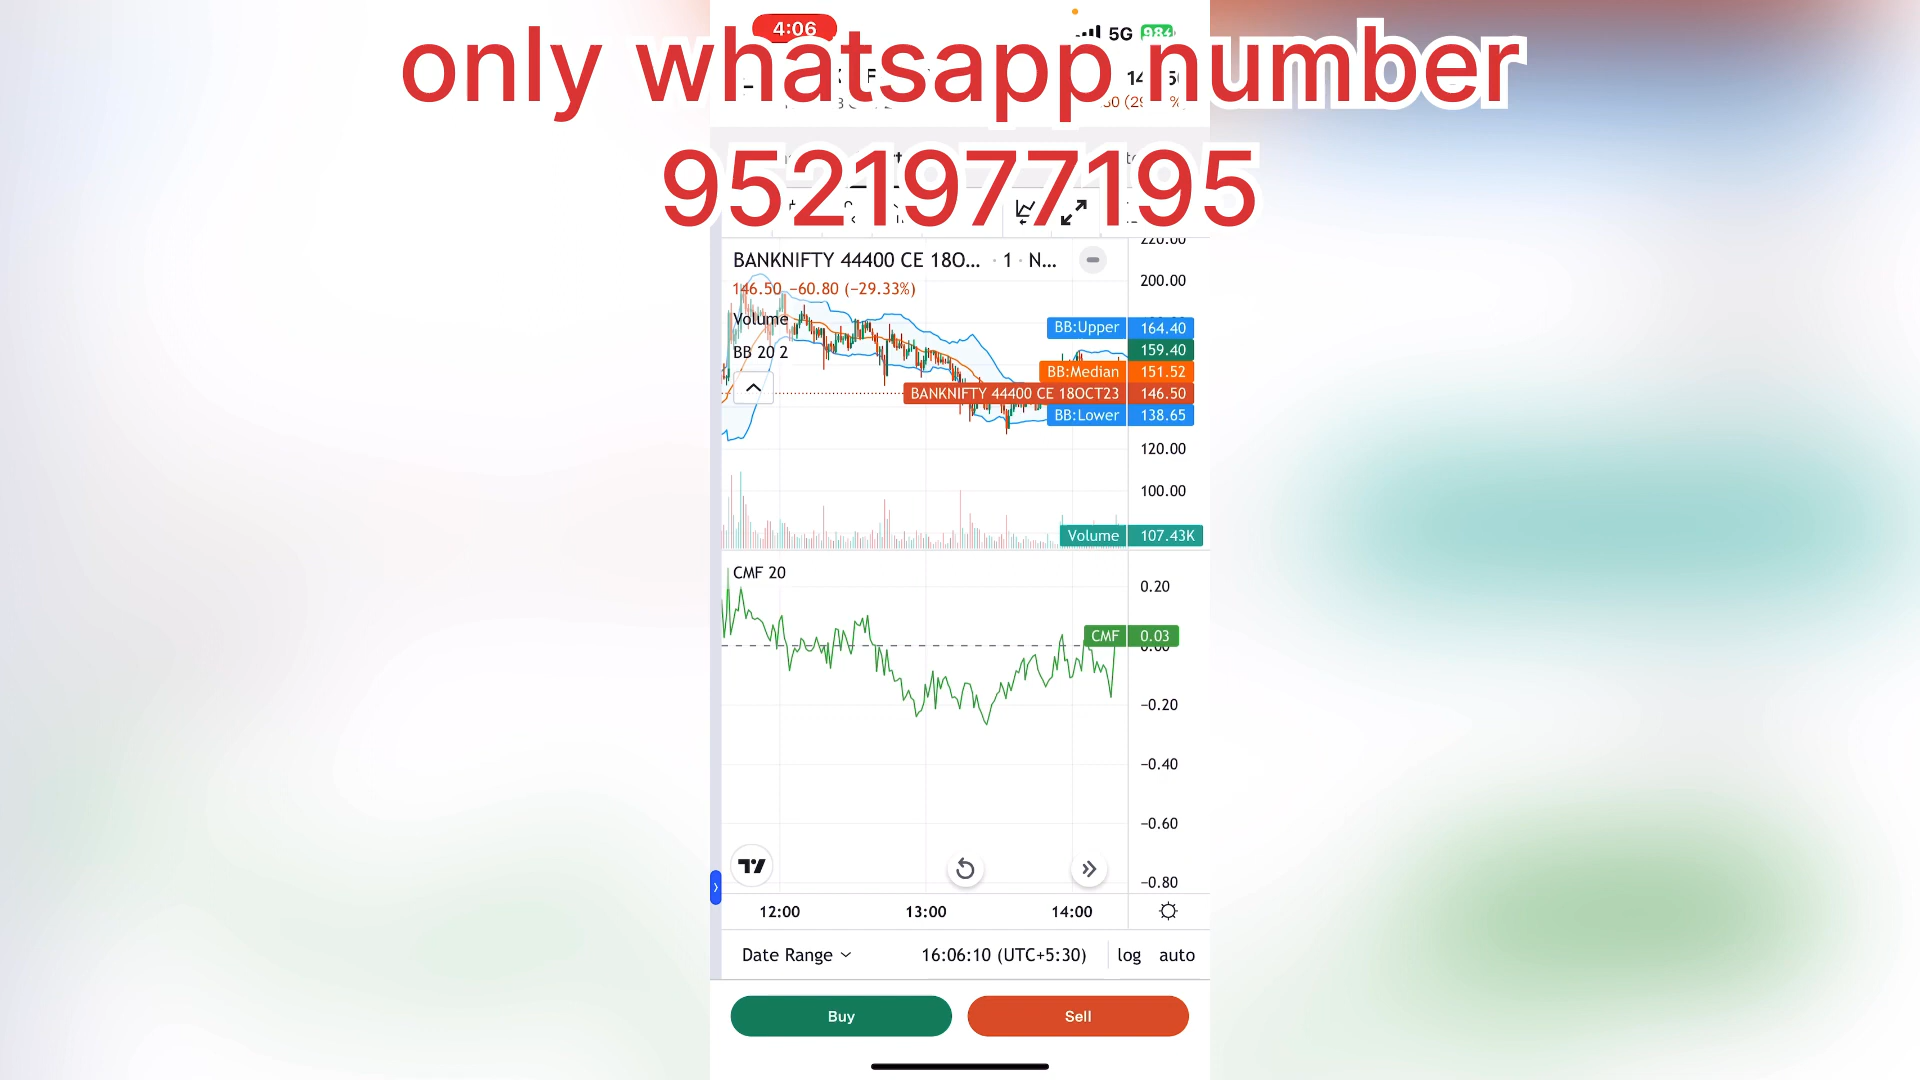 only whatsapp number
9521977195
4:06
5G 98
BANKNIFTY 44400 CE 18O... · 1 · N...
146.50 −60.80 (−29.33%)
Volume
BB 20 2
220.00
200.00
BB:Upper 164.40
159.40
BB:Median 151.52
BANKNIFTY 44400 CE 18OCT23 146.50
BB:Lower 138.65
120.00
100.00
Volume 107.43K
CMF 20
0.20
CMF 0.03
0.00
−0.20
−0.40
−0.60
−0.80
12:00 13:00 14:00
Date Range 16:06:10 (UTC+5:30) log auto
Buy Sell